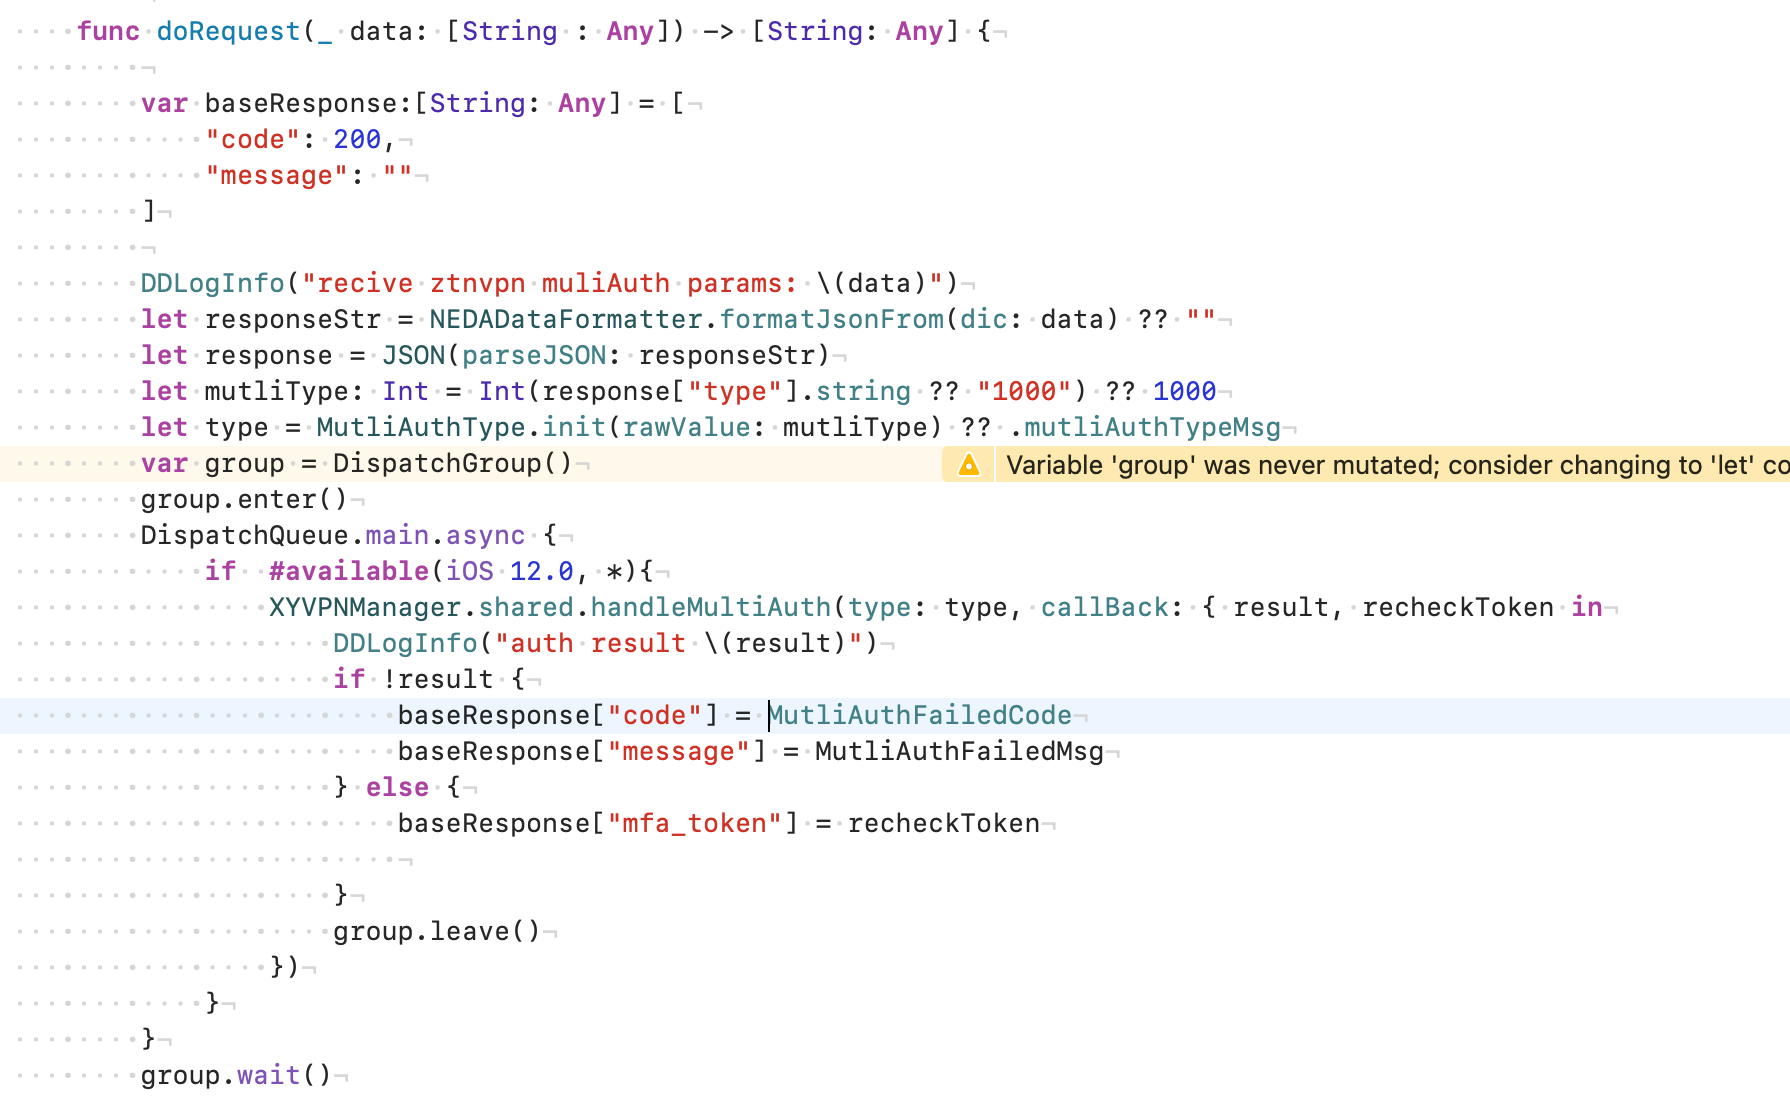 func doRequest(_ data: [String : Any]) -> [String: Any] {
var baseResponse:[String: Any] = [
"code": 200,
"message": ""
]
DDLogInfo("recive ztnvpn muliAuth params: \(data)")
let responseStr = NEDADataFormatter.formatJsonFrom(dic: data) ?? ""
let response = JSON(parseJSON: responseStr)
let mutliType: Int = Int(response["type"].string ?? "1000") ?? 1000
let type = MutliAuthType.init(rawValue: mutliType) ?? .mutliAuthTypeMsg
var group = DispatchGroup() Variable 'group' was never mutated; consider changing to 'let' co
group.enter()
DispatchQueue.main.async {
if  #available(iOS 12.0, *){
XYVPNManager.shared.handleMultiAuth(type: type, callBack: { result, recheckToken in
DDLogInfo("auth result \(result)")
if !result {
baseResponse["code"] = MutliAuthFailedCode
baseResponse["message"] = MutliAuthFailedMsg
} else {
baseResponse["mfa_token"] = recheckToken
}
group.leave()
})
}
}
group.wait()